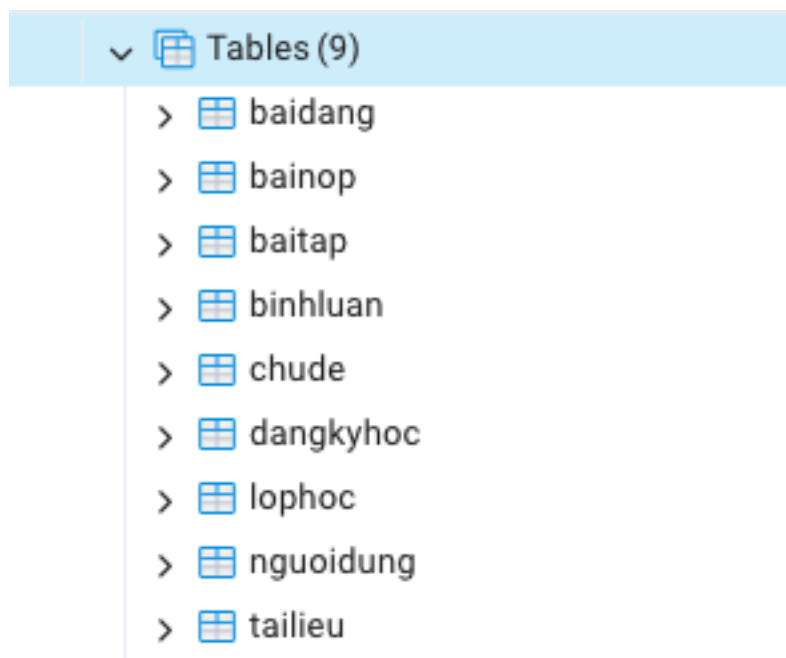 Tables (9)
baidang
bainop
baitap
binhluan
chude
dangkyhoc
lophoc
nguoidung
tailieu